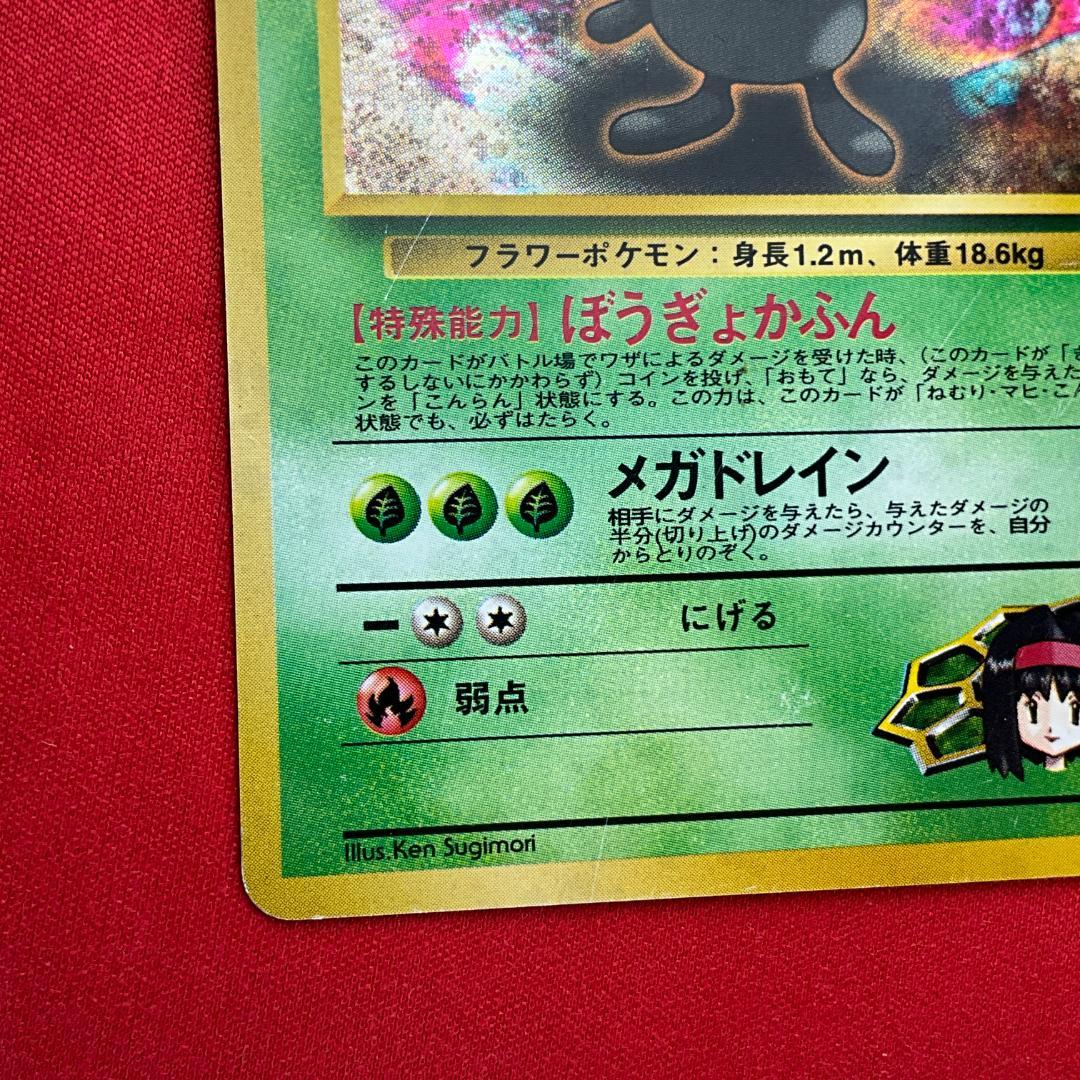 フラワーポケモン：身長1.2m、体重18.6kg
【特殊能力】ぼうぎょかふん
このカードがバトル場でワザによるダメージを受けた時、（このカードが「
するしないにかかわらず）コインを投げ、「おもて」なら、ダメージを与えた
ンを「こんらん」状態にする。この力は、このカードが「ねむり・マヒ・こん
状態でも、必ずはたらく。
メガドレイン
相手にダメージを与えたら、与えたダメージの
半分(切り上げ)のダメージカウンターを、自分
からとりのぞく。
ー にげる
弱点
Illus.Ken Sugimori